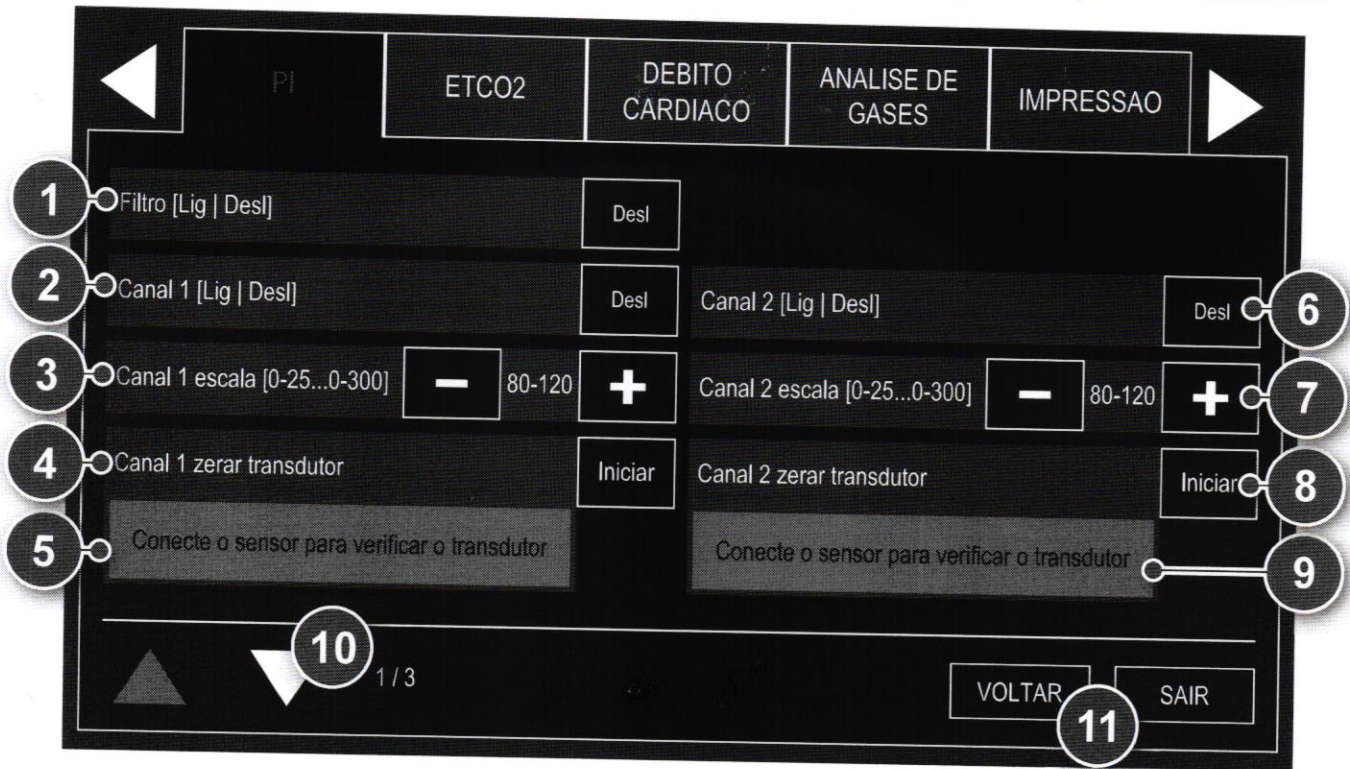 PI
ETCO2
DEBITO
CARDIACO
ANALISE DE
GASES
IMPRESSAO
1
Filtro [Lig | Desl]
Desl
2
Canal 1 [Lig | Desl]
Desl
Canal 2 [Lig | Desl]
Desl
6
3
Canal 1 escala [0-25...0-300]
−
80-120
+
Canal 2 escala [0-25...0-300]
−
80-120
+
7
4
Canal 1 zerar transdutor
Iniciar
Canal 2 zerar transdutor
Iniciar
8
5
Conecte o sensor para verificar o transdutor
Conecte o sensor para verificar o transdutor
9
10
1 / 3
VOLTAR
11
SAIR